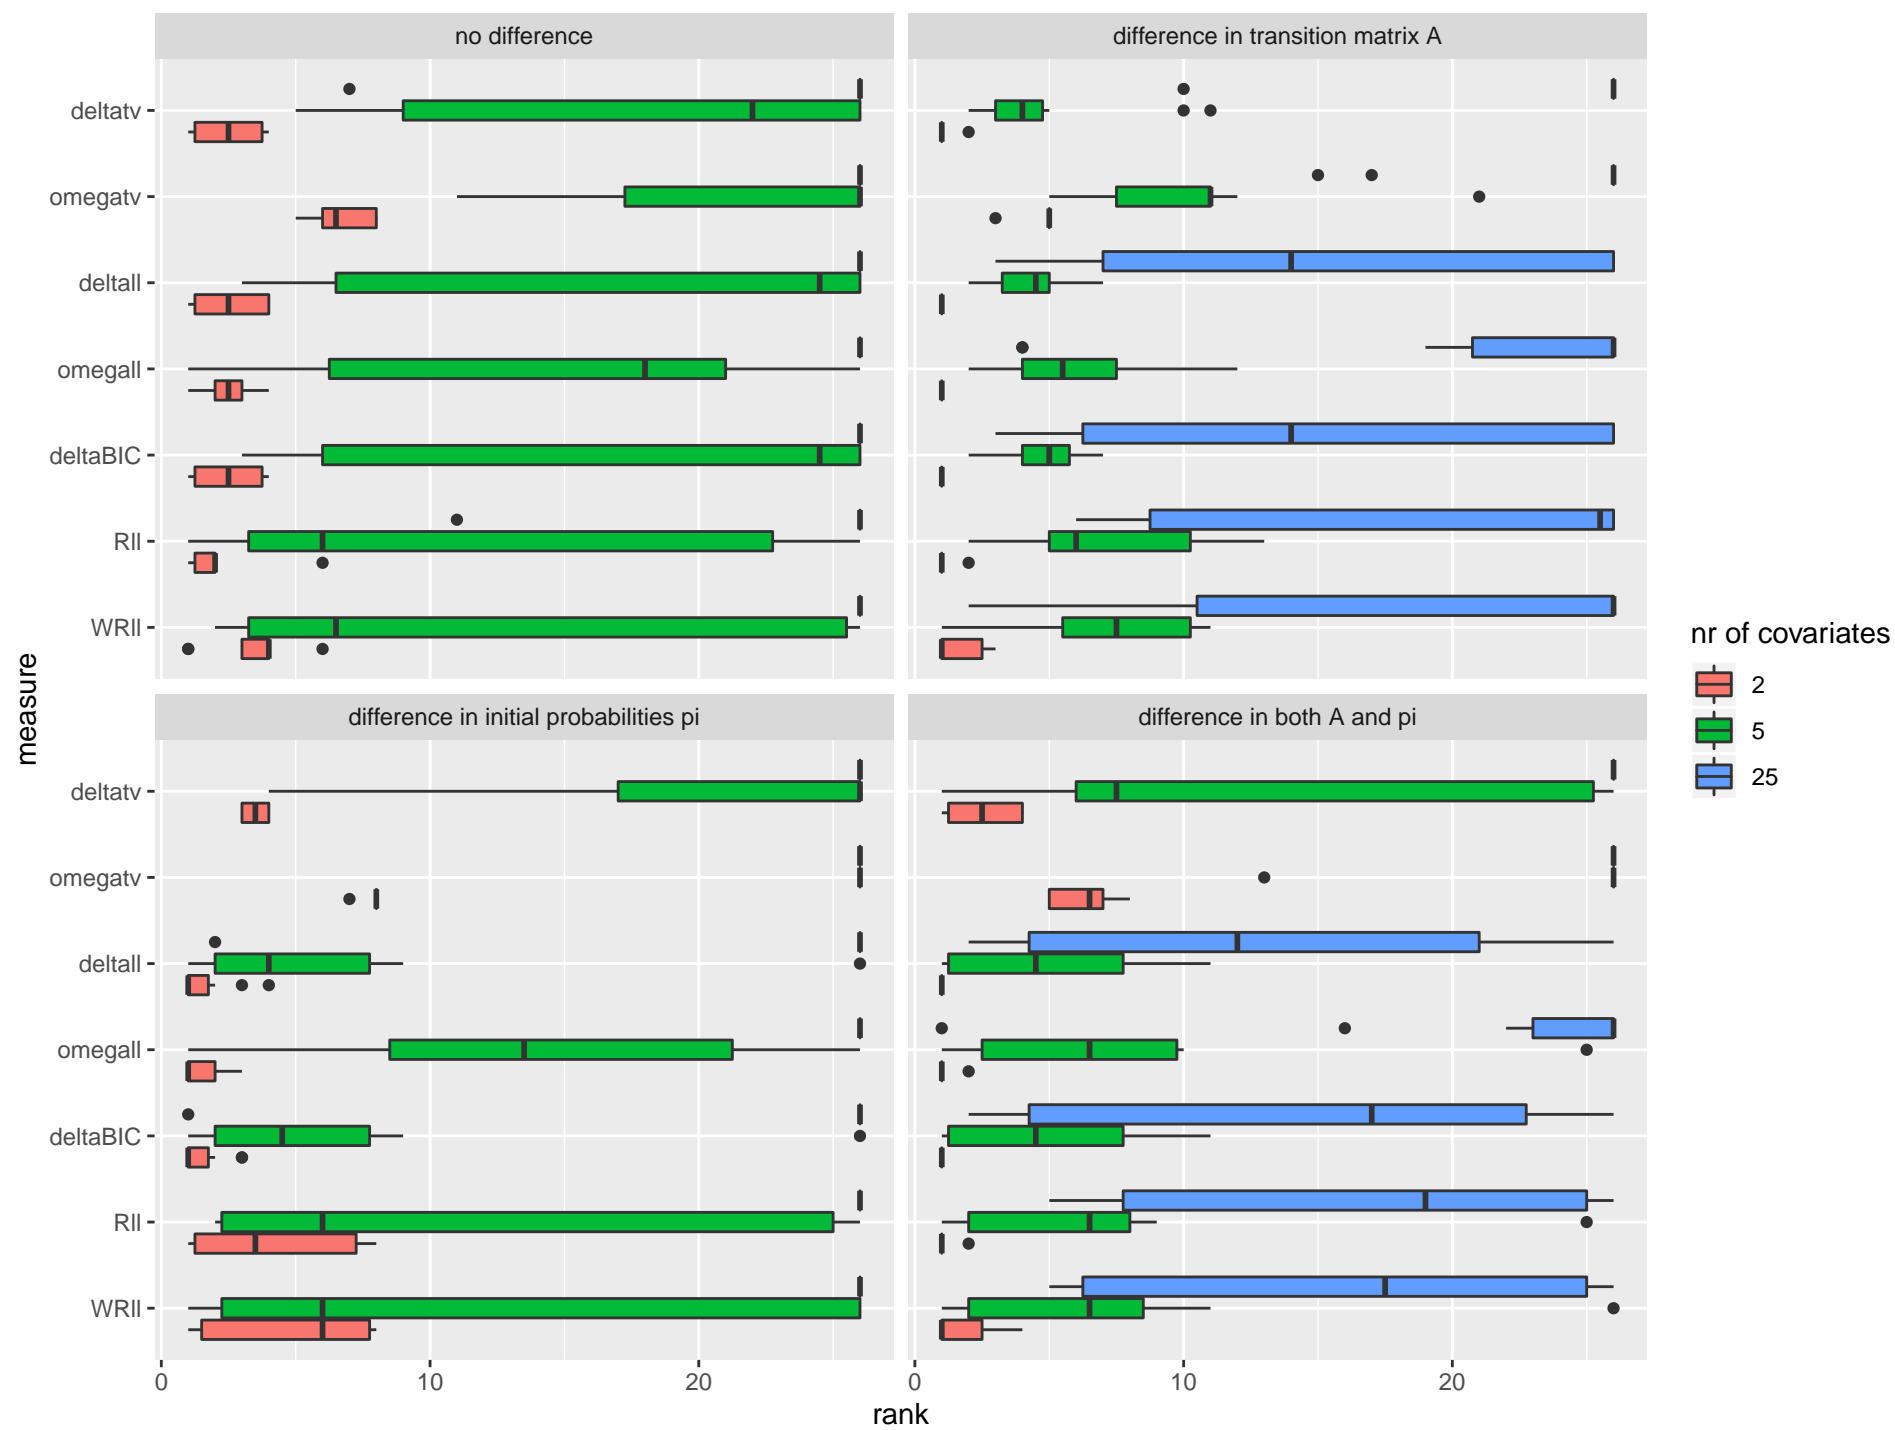 no difference
difference in transition matrix A
deltatv
omegatv
deltall
omegall
deltaBIC
RII
WRII
difference in initial probabilities pi
difference in both A and pi
deltatv
omegatv
deltall
omegall
deltaBIC
RII
WRII
0
10
20
0
10
20
rank
measure
nr of covariates
2
5
25